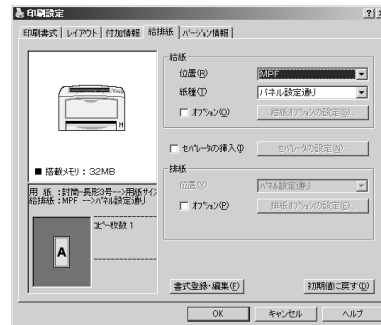 印刷設定
印刷書式 レイアウト 付加情報 給排紙 バージョン情報
H
■ 搭載メモリ：32MB
用　紙 ：封筒-長形3号-->用紙サイズ
給排紙：MPF -->パネル設定通り
コピー枚数 1
A
給紙
位置(R) MPF
紙種(T) パネル設定通り
オプション(O) 給紙オプションの設定(S)...
セパレータの挿入(I) セパレータの設定(N)...
排紙
位置(Y) パネル設定通り
オプション(P) 排紙オプションの設定(E)...
書式登録・編集(F) 初期値に戻す(D)
OK キャンセル ヘルプ